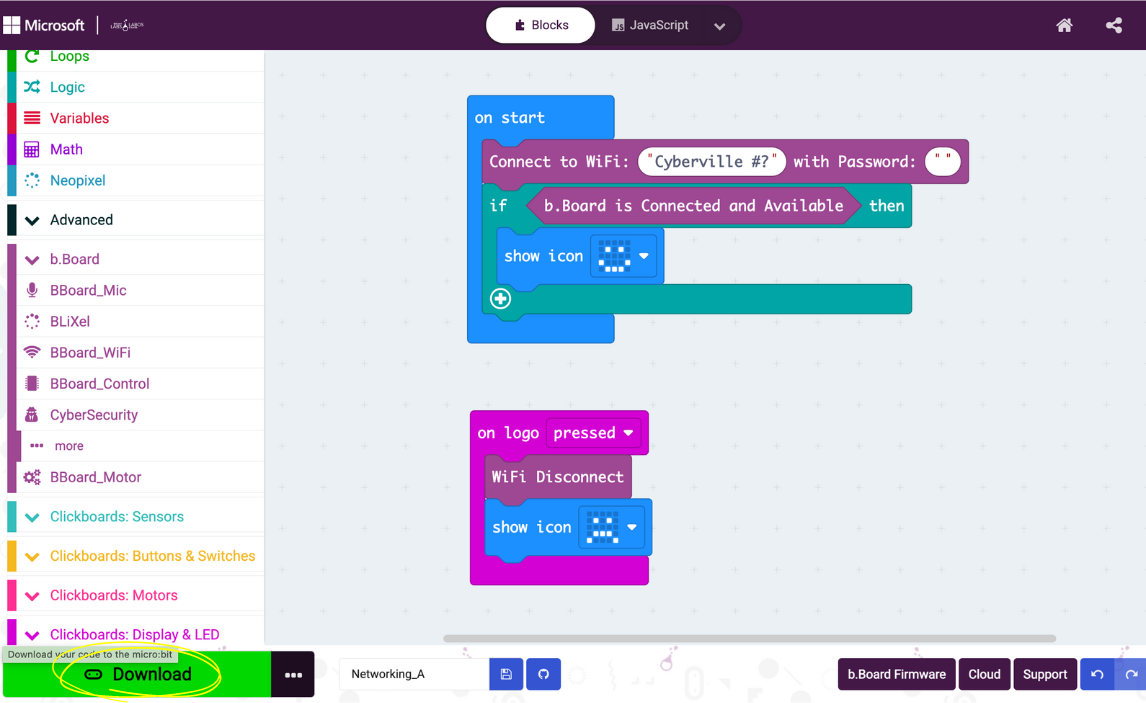 Microsoft
Blocks
JavaScript
Loops
Logic
Variables
Math
Neopixel
Advanced
b.Board
BBoard_Mic
BLiXel
BBoard_WiFi
BBoard_Control
CyberSecurity
more
BBoard_Motor
Clickboards: Sensors
Clickboards: Buttons & Switches
Clickboards: Motors
Clickboards: Display & LED
on start
Connect to WiFi: "Cyberville #?" with Password: " "
if b.Board is Connected and Available then
show icon
on logo pressed
WiFi Disconnect
show icon
Download your code to the micro:bit
Download
Networking_A
b.Board Firmware
Cloud
Support